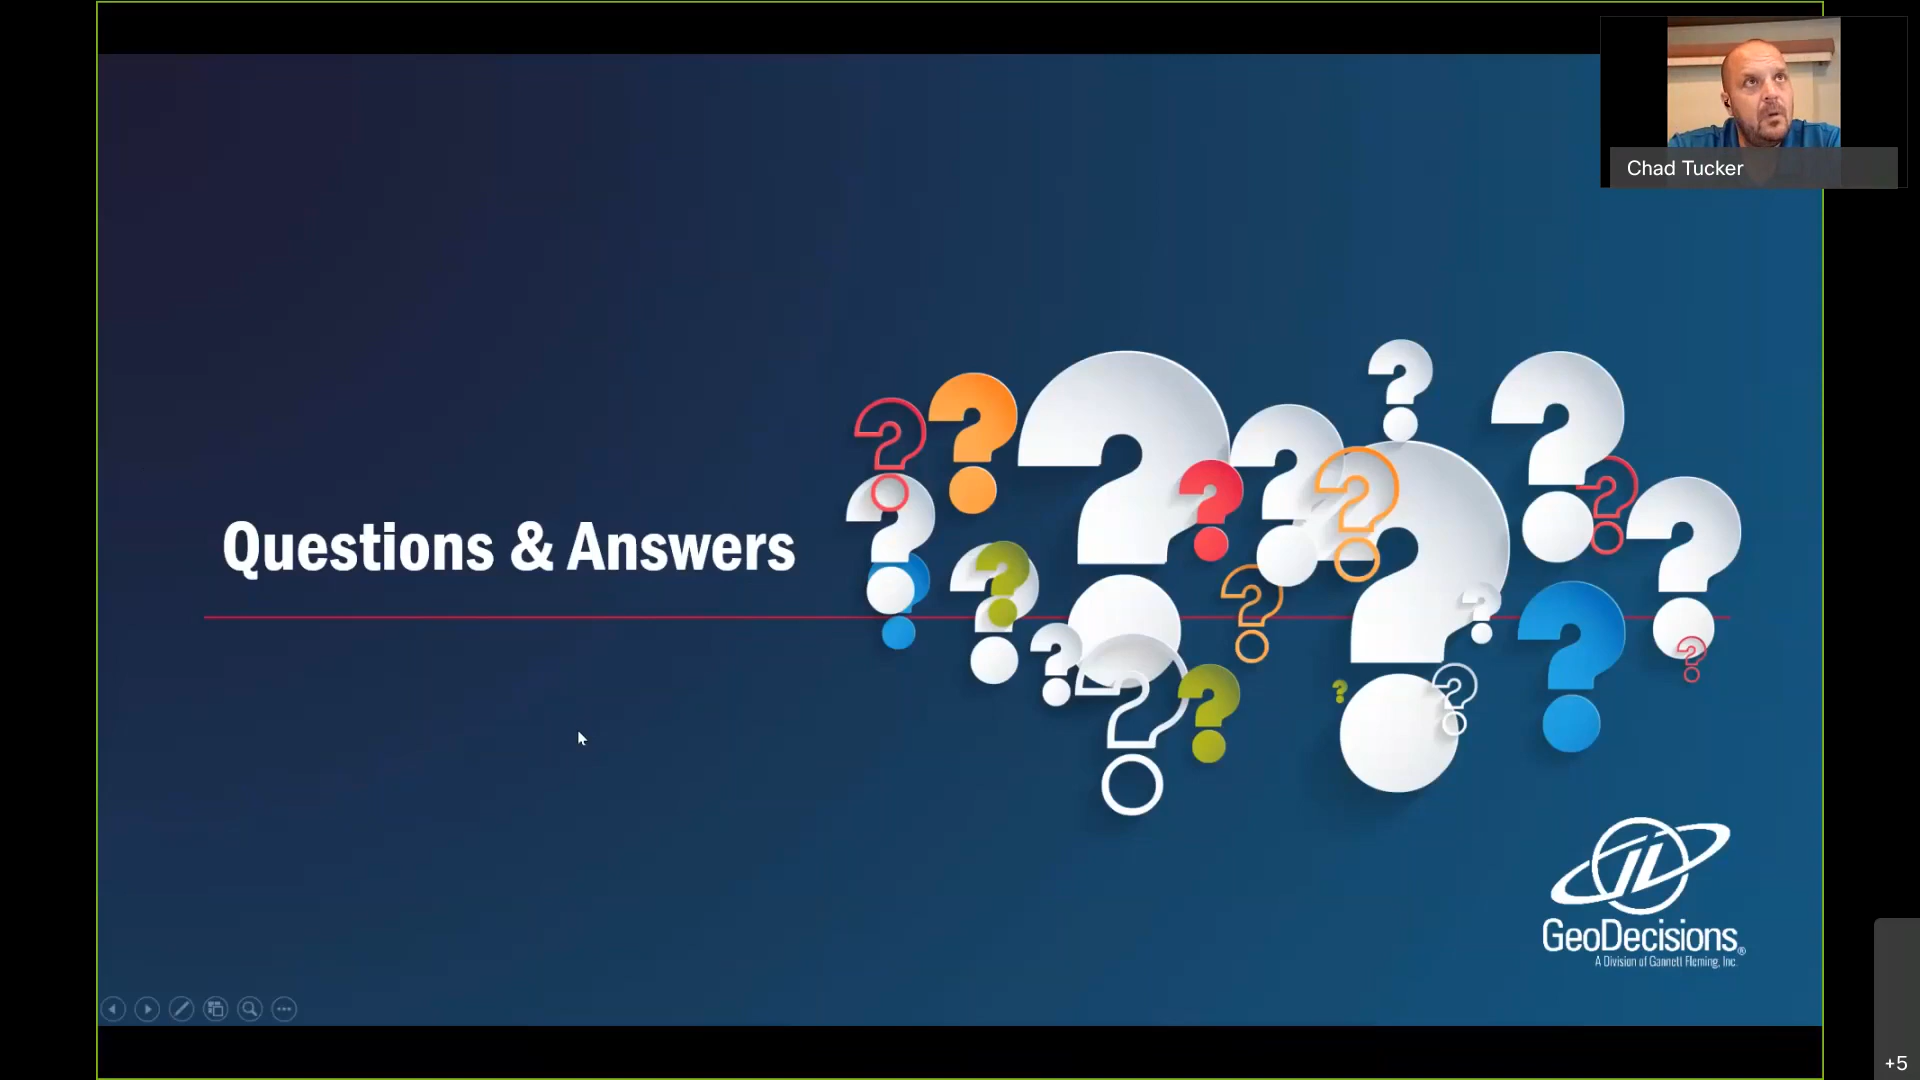 Chad Tucker
Questions & Answers
GeoDecisions®
A Division of Gannett Fleming, Inc.
+5